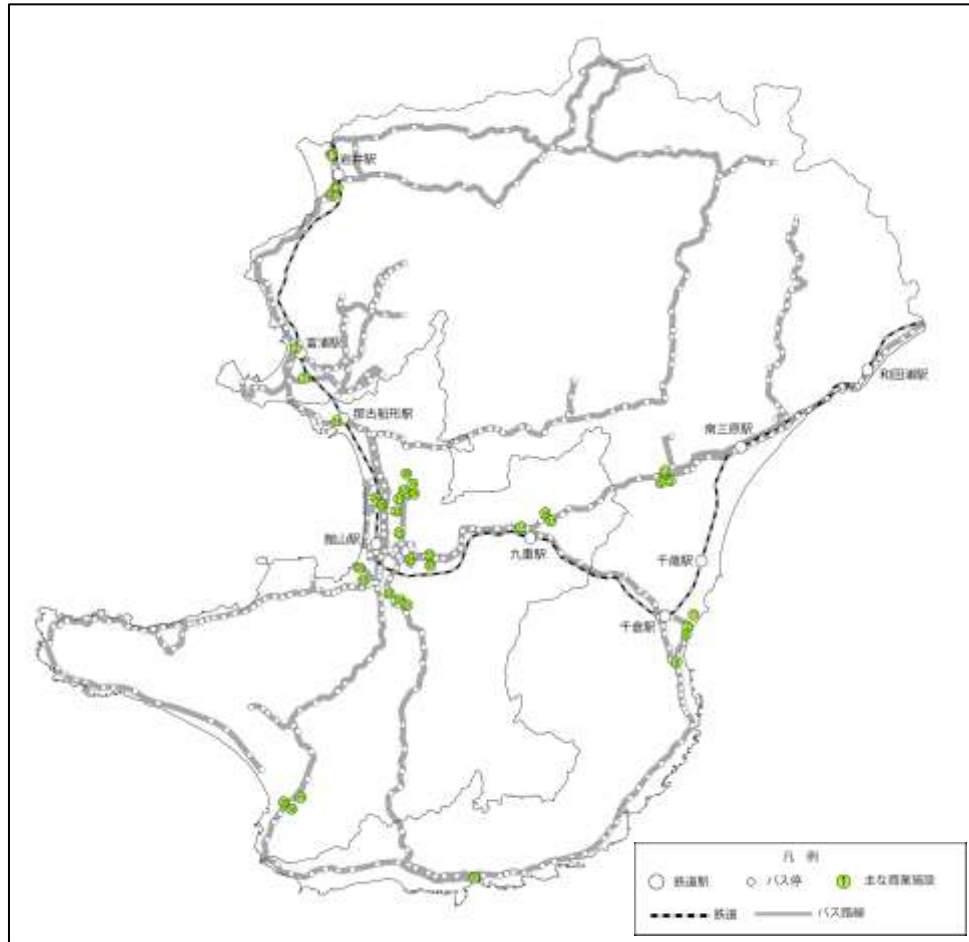 岩井駅
富浦駅
那古船形駅
和田浦駅
南三原駅
館山駅
九重駅
千歳駅
千倉駅
凡 例
鉄道駅
バス停
主な商業施設
鉄道
バス路線